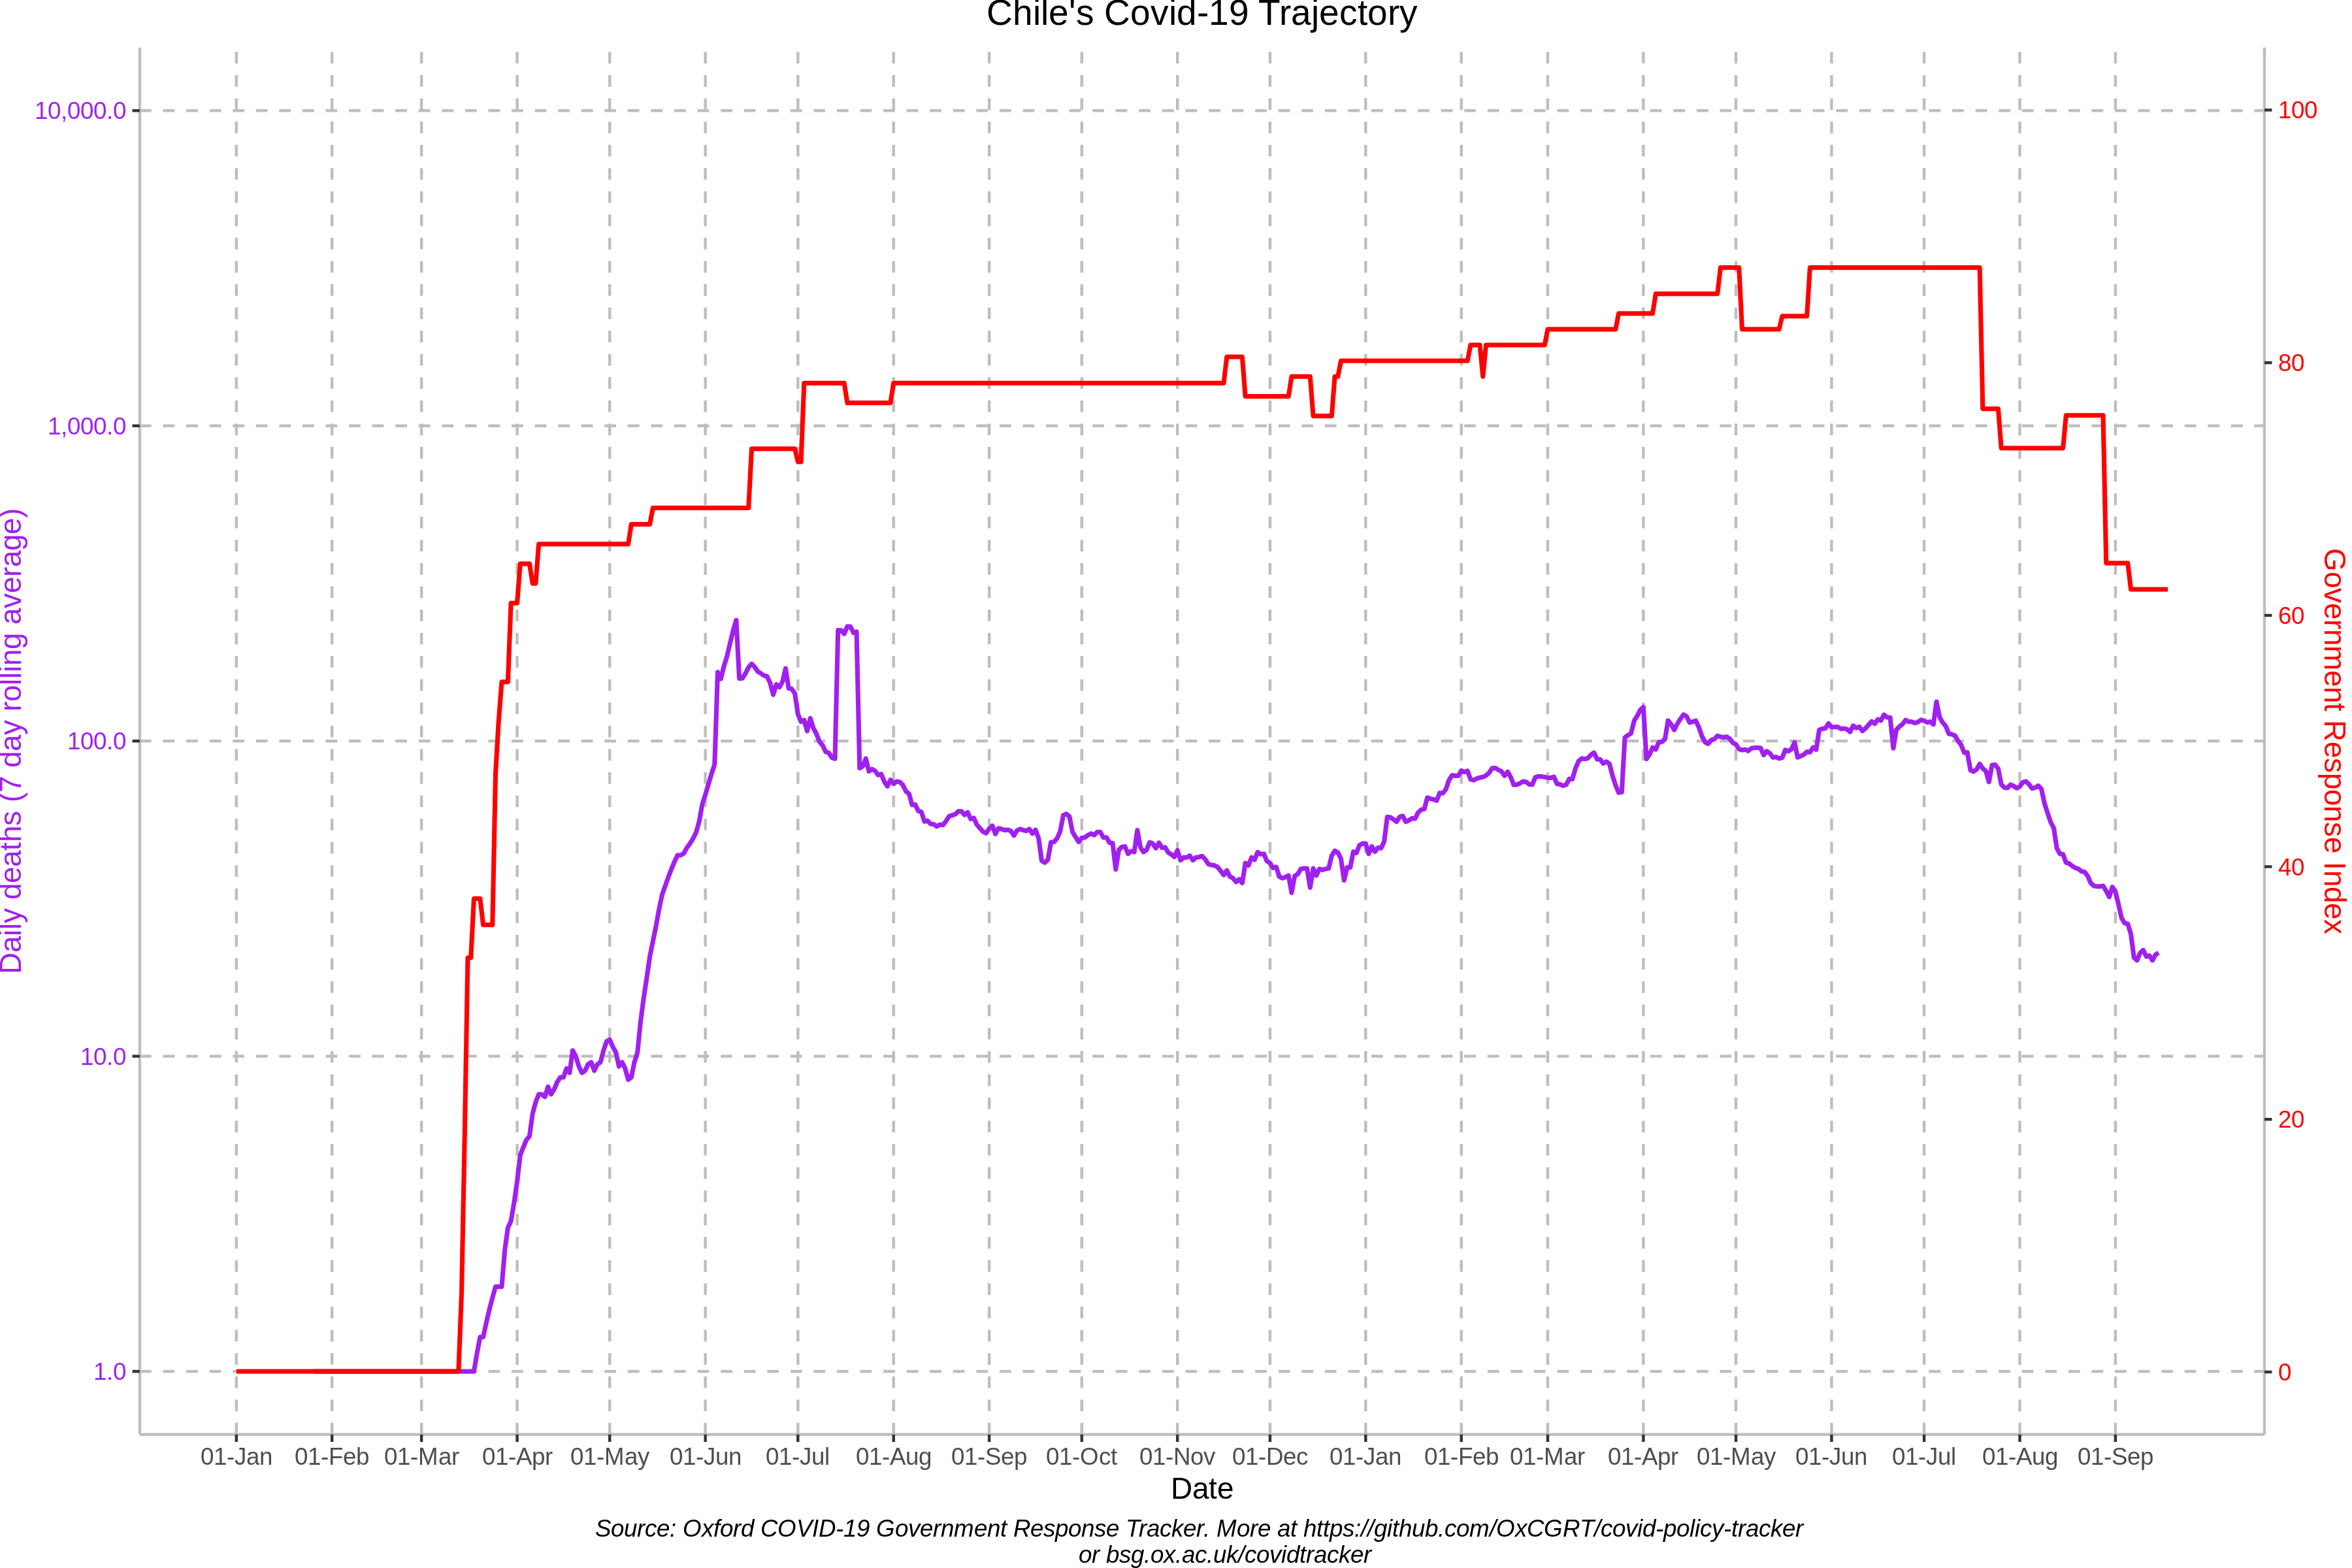 Chile's Covid-19 Trajectory
10,000.0
1,000.0
100.0
10.0
1.0
Daily deaths (7 day rolling average)
100
80
60
40
20
0
Government Response Index
01-Jan 01-Feb 01-Mar 01-Apr 01-May 01-Jun 01-Jul 01-Aug 01-Sep 01-Oct 01-Nov 01-Dec 01-Jan 01-Feb 01-Mar 01-Apr 01-May 01-Jun 01-Jul 01-Aug 01-Sep
Date
Source: Oxford COVID-19 Government Response Tracker. More at https://github.com/OxCGRT/covid-policy-tracker
or bsg.ox.ac.uk/covidtracker